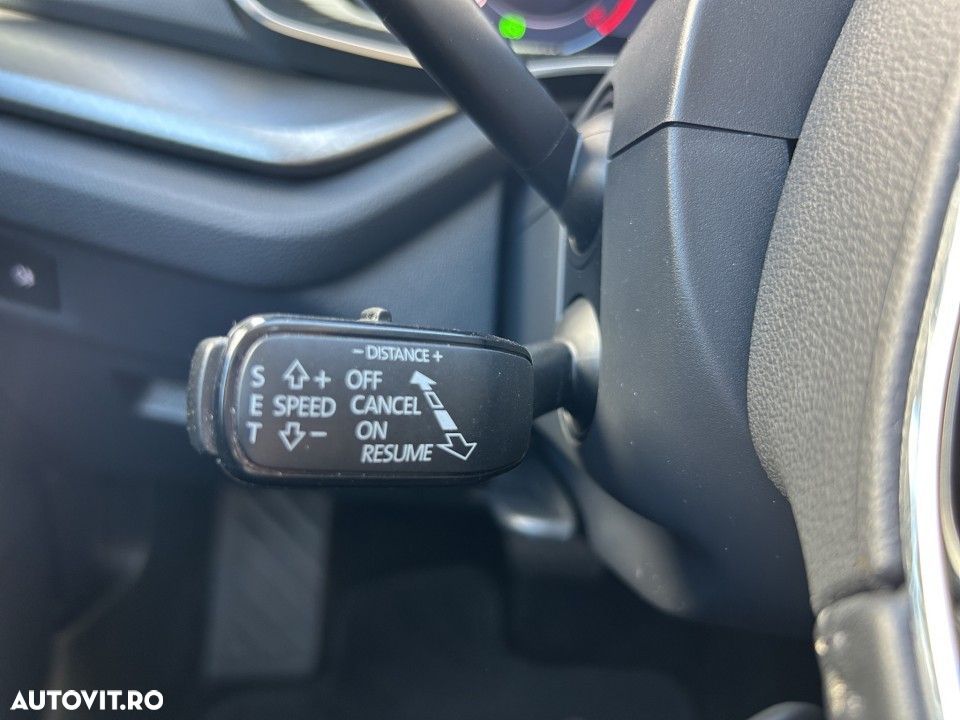 − DISTANCE +
S ⇧ + OFF
E SPEED CANCEL
T ⇩ − ON
RESUME
AUTOVIT.RO